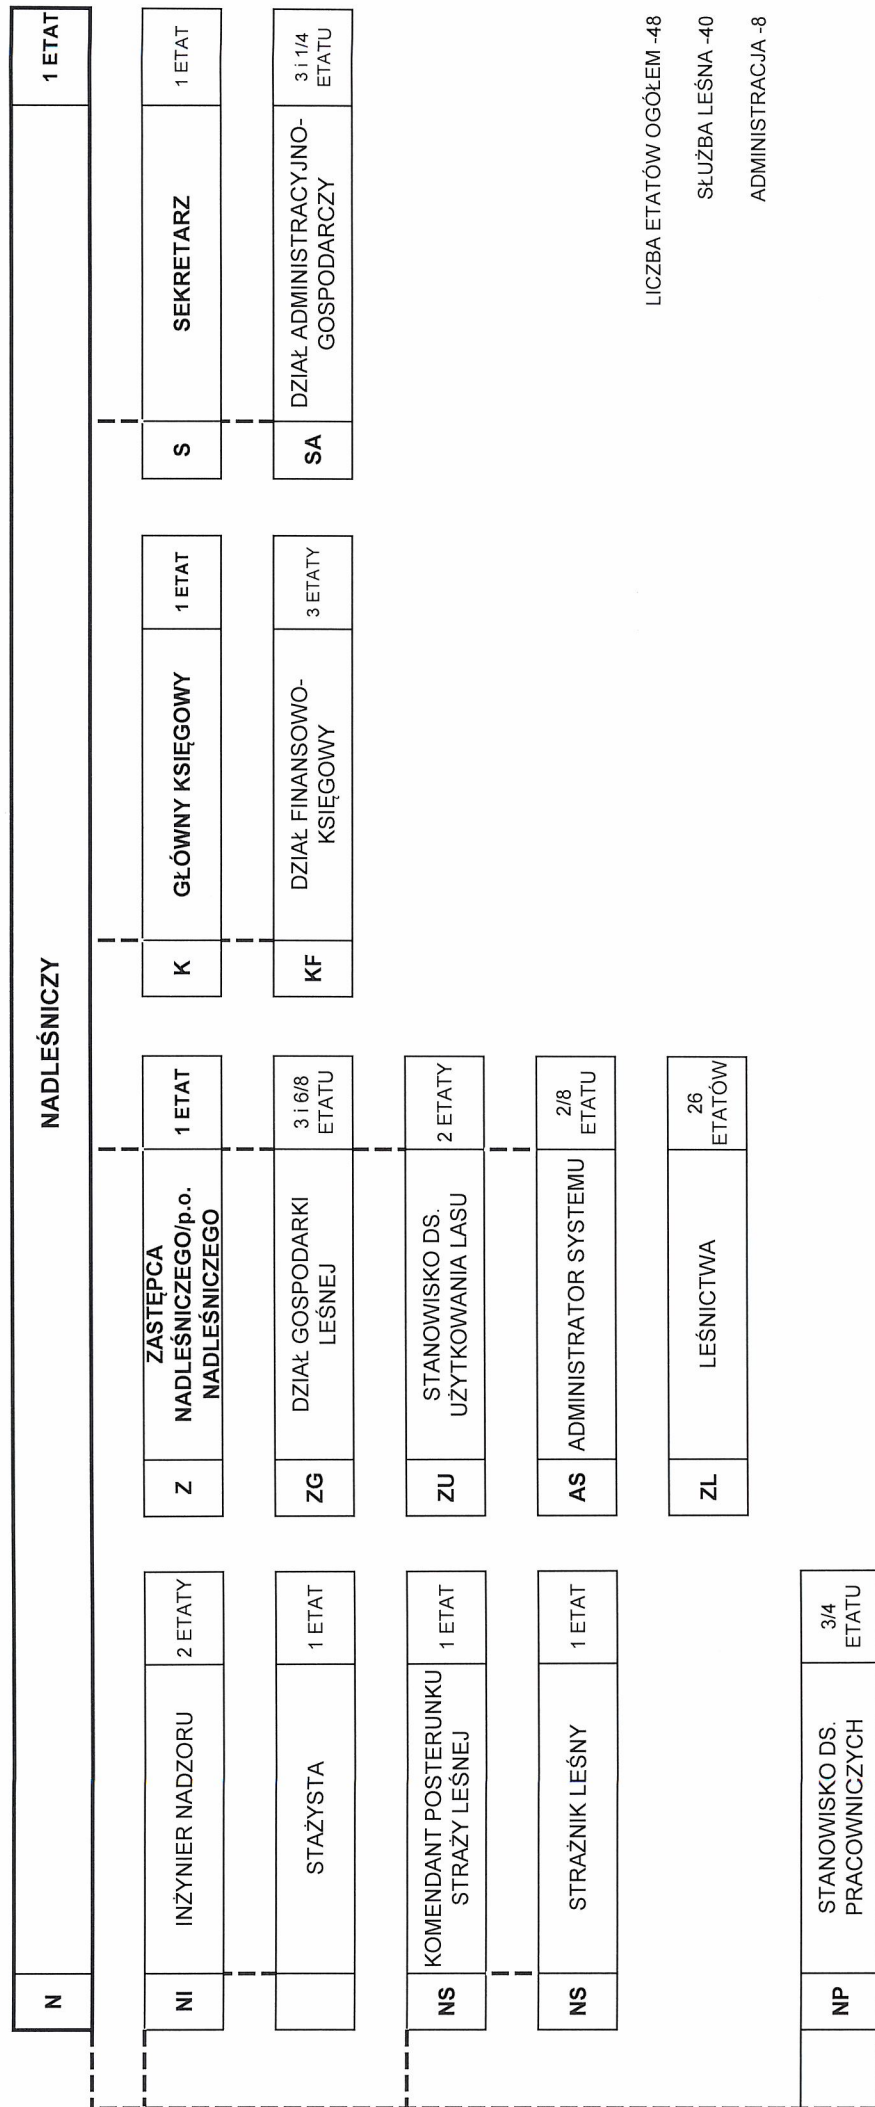 N
NADLEŚNICZY
1 ETAT
NI
INŻYNIER NADZORU
2 ETATY
STAŻYSTA
1 ETAT
NS
KOMENDANT POSTERUNKU
STRAŻY LEŚNEJ
1 ETAT
NS
STRAŻNIK LEŚNY
1 ETAT
NP
STANOWISKO DS.
PRACOWNICZYCH
3/4
ETATU
Z
ZASTĘPCA
NADLEŚNICZEGO/p.o.
NADLEŚNICZEGO
1 ETAT
ZG
DZIAŁ GOSPODARKI
LEŚNEJ
3 i 6/8
ETATU
ZU
STANOWISKO DS.
UŻYTKOWANIA LASU
2 ETATY
AS
ADMINISTRATOR SYSTEMU
2/8
ETATU
ZL
LEŚNICTWA
26
ETATÓW
K
GŁÓWNY KSIĘGOWY
1 ETAT
KF
DZIAŁ FINANSOWO-
KSIĘGOWY
3 ETATY
S
SEKRETARZ
1 ETAT
SA
DZIAŁ ADMINISTRACYJNO-
GOSPODARCZY
3 i 1/4
ETATU
LICZBA ETATÓW OGÓŁEM -48
SŁUŻBA LEŚNA -40
ADMINISTRACJA -8